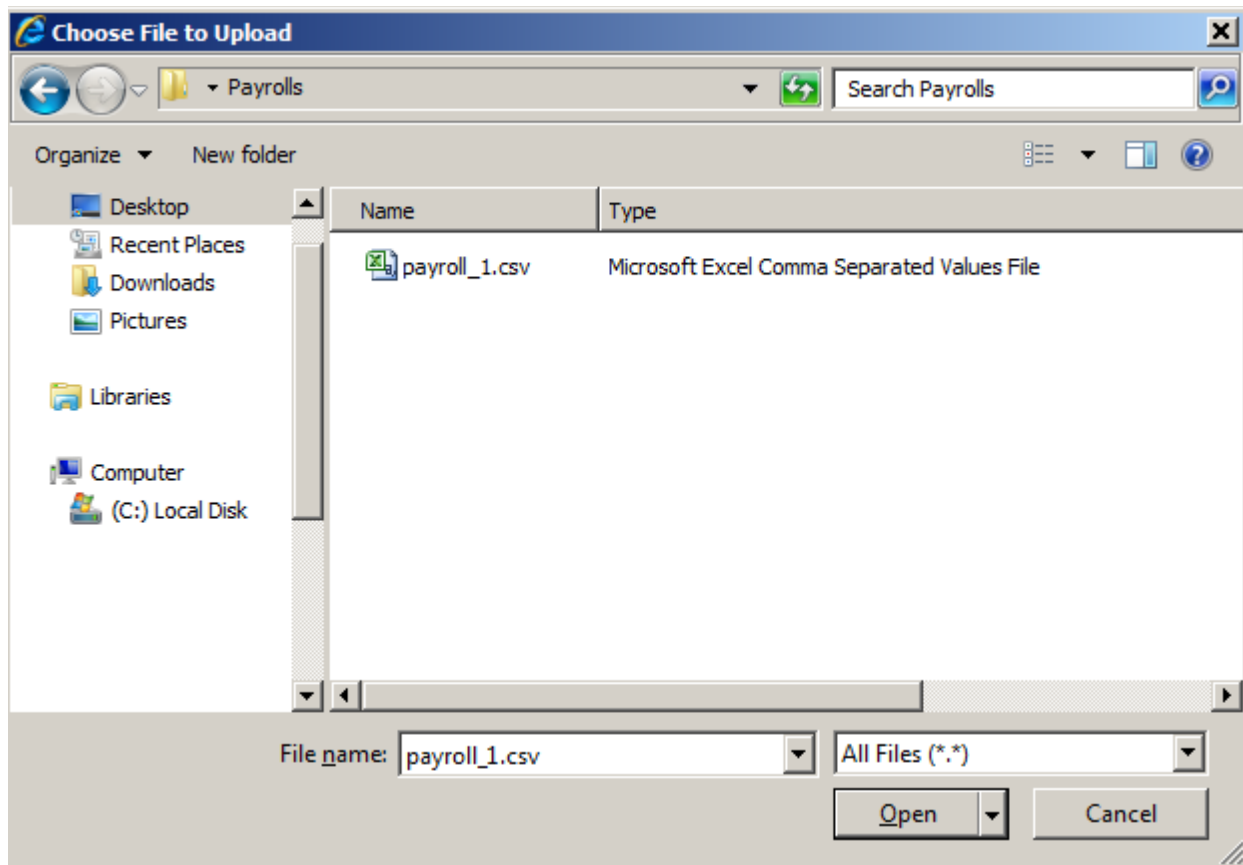 Choose File to Upload
Payrolls
Search Payrolls
Organize
New folder
Desktop
Recent Places
Downloads
Pictures
Libraries
Computer
(C:) Local Disk
Name
Type
payroll_1.csv
Microsoft Excel Comma Separated Values File
File name:
payroll_1.csv
All Files (*.*)
Open
Cancel